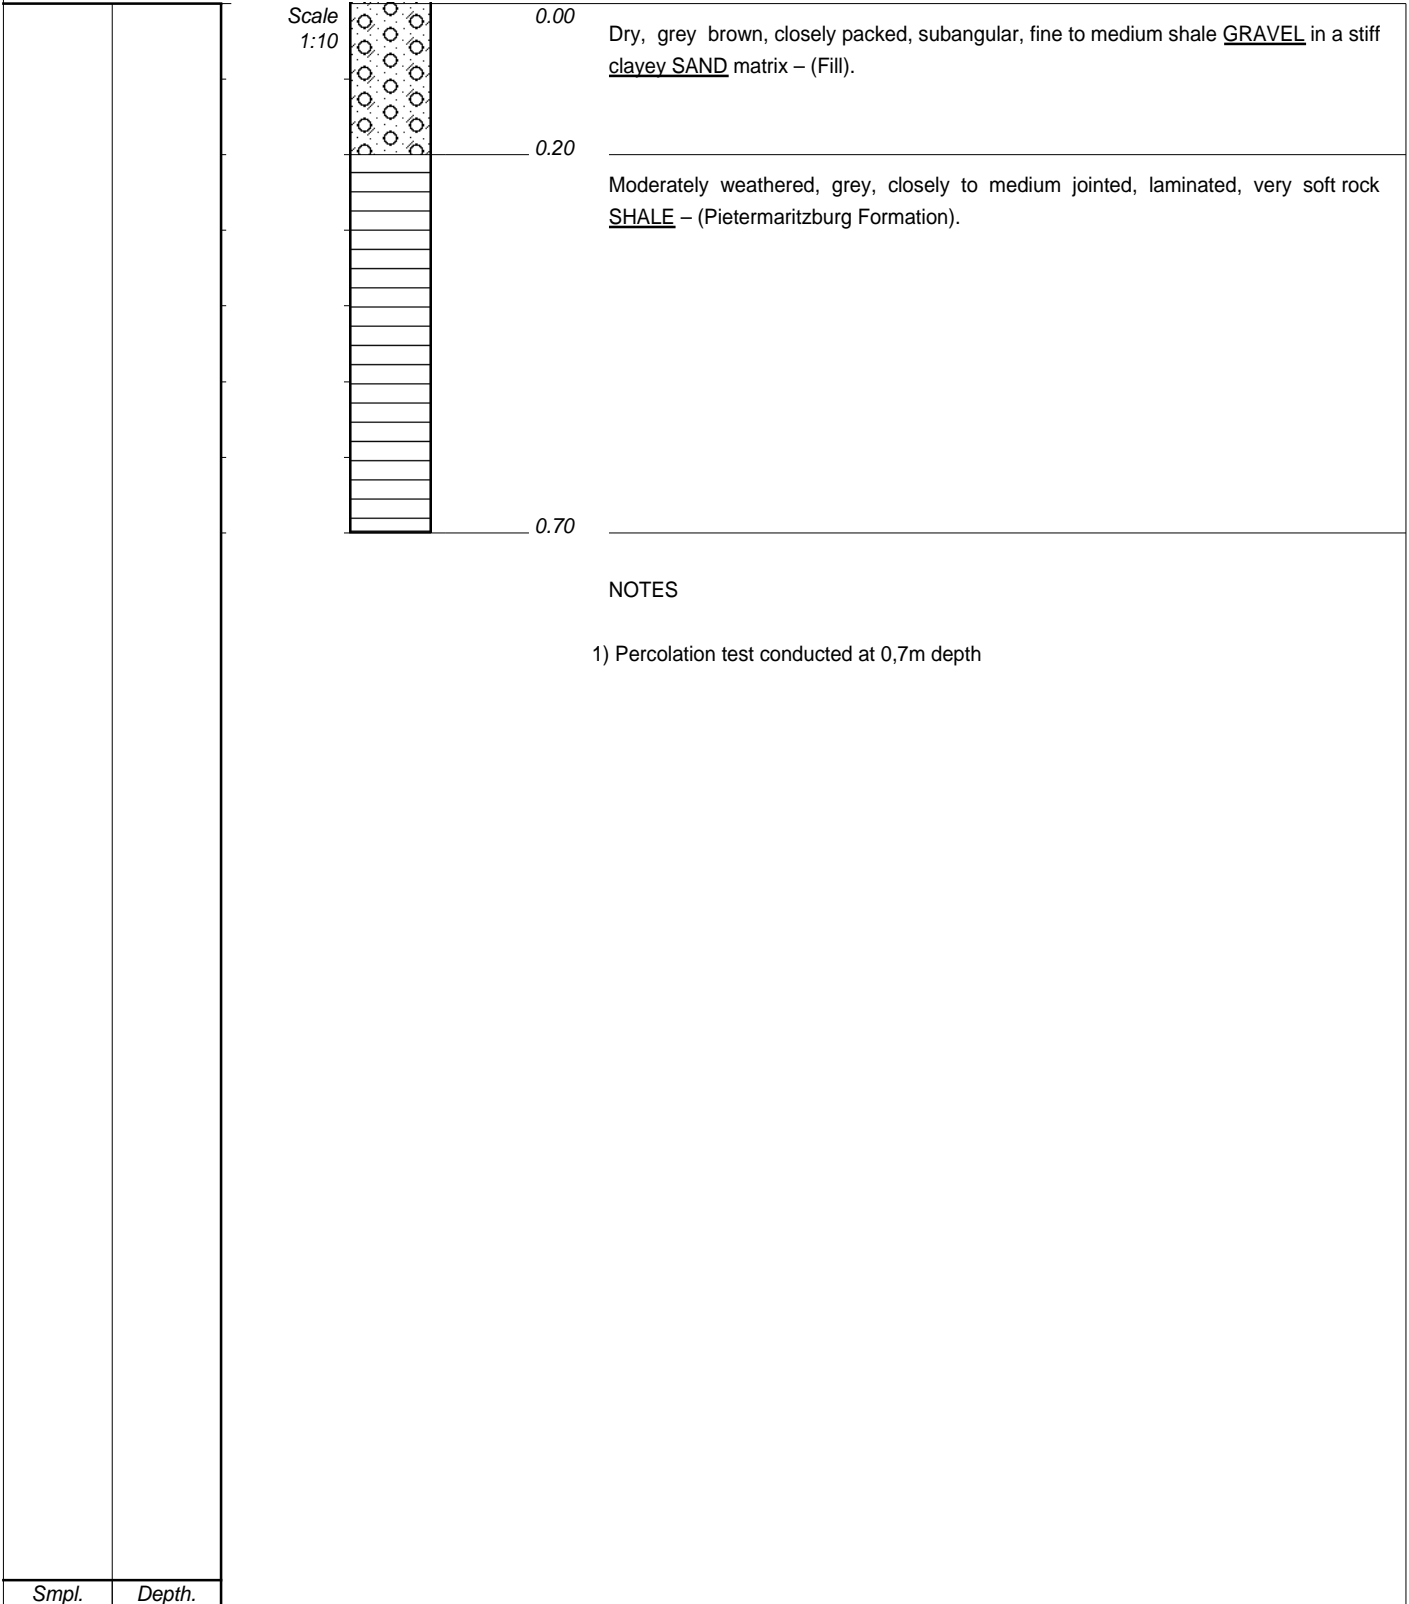 Scale
1:10
0.00
Dry, grey brown, closely packed, subangular, fine to medium shale GRAVEL in a stiff
clayey SAND matrix – (Fill).
0.20
Moderately weathered, grey, closely to medium jointed, laminated, very soft rock
SHALE – (Pietermaritzburg Formation).
0.70
NOTES
1) Percolation test conducted at 0,7m depth
Smpl. Depth.